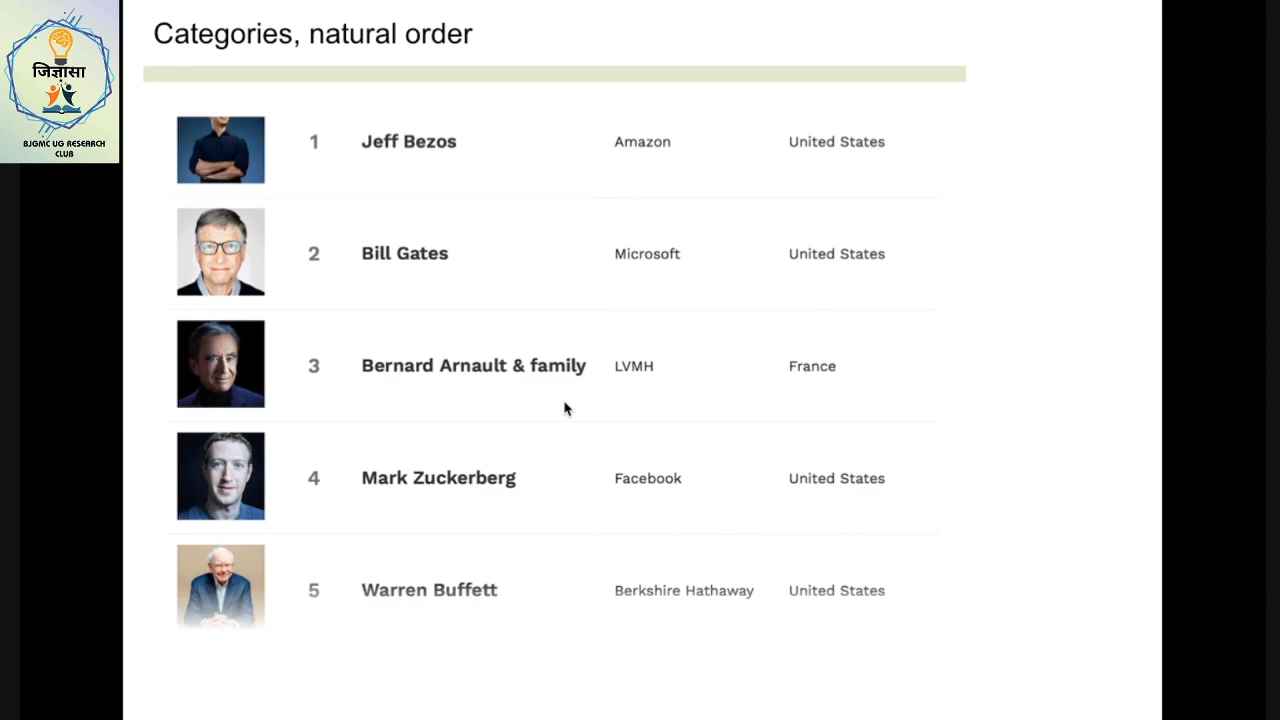 Categories, natural order
जिज्ञासा
BJGMC UG RESEARCH
CLUB
1 Jeff Bezos Amazon United States
2 Bill Gates Microsoft United States
3 Bernard Arnault & family LVMH France
4 Mark Zuckerberg Facebook United States
5 Warren Buffett Berkshire Hathaway United States